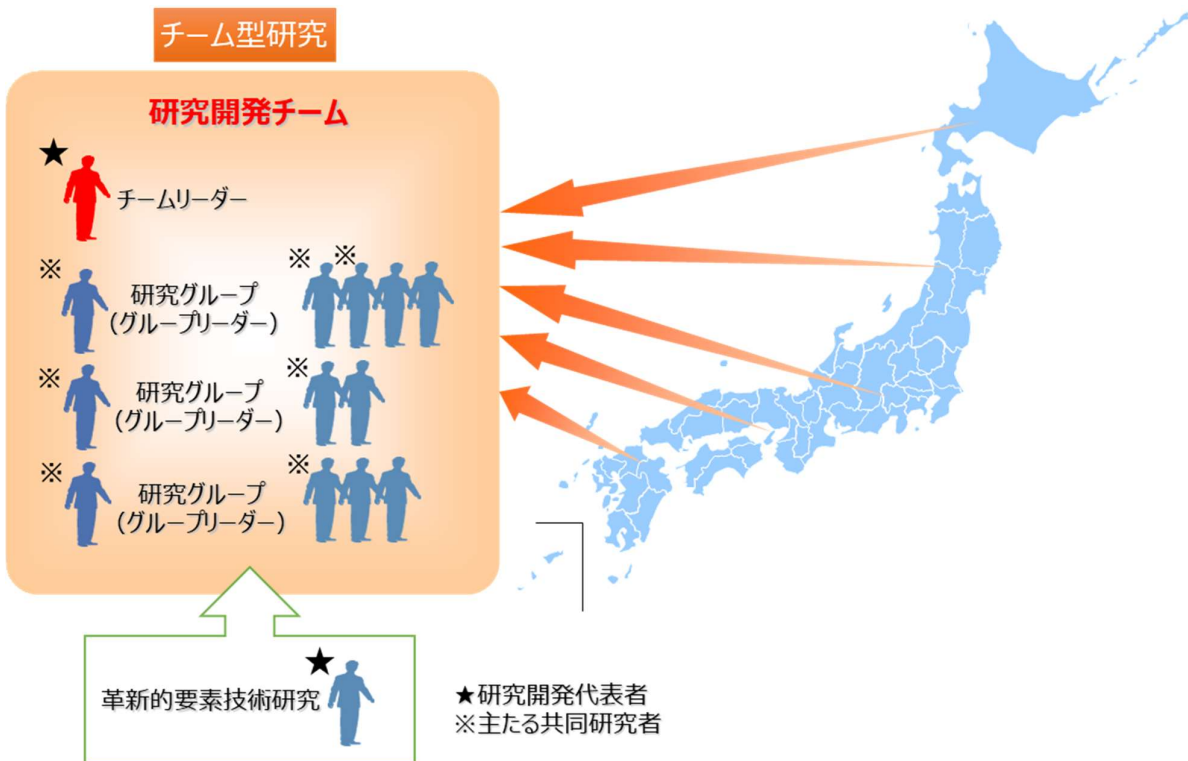 チーム型研究
研究開発チーム
★
チームリーダー
※
研究グループ
(グループリーダー)
※ ※
※
研究グループ
(グループリーダー)
※
※
研究グループ
(グループリーダー)
※
★
革新的要素技術研究
★研究開発代表者
※主たる共同研究者